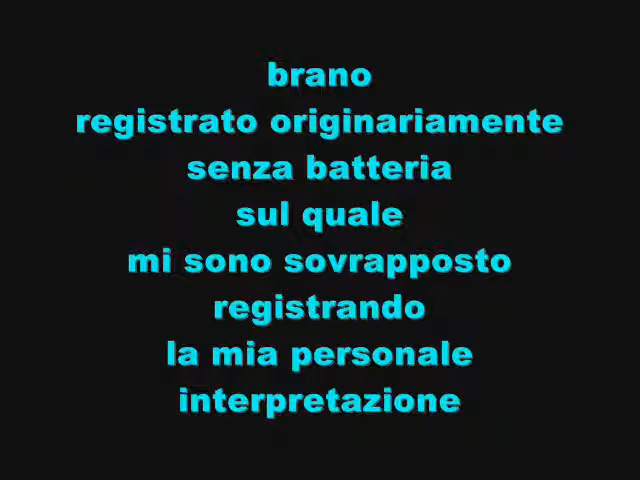 brano
registrato originariamente
senza batteria
sul quale
mi sono sovrapposto
registrando
la mia personale
interpretazione